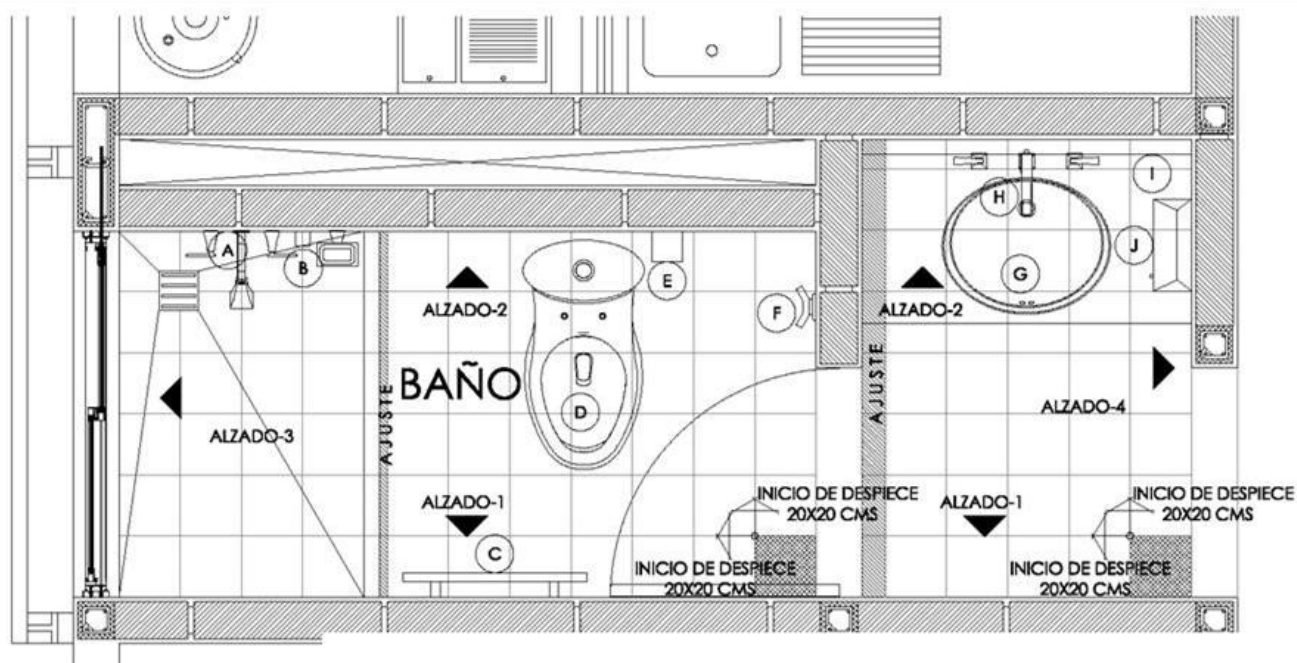 A
B
H
I
J
G
E
F
ALZADO-2
ALZADO-2
BAÑO
AJUSTE
AJUSTE
D
ALZADO-3
ALZADO-4
ALZADO-1
ALZADO-1
C
INICIO DE DESPIECE
20X20 CMS
INICIO DE DESPIECE
20X20 CMS
INICIO DE DESPIECE
20X20 CMS
INICIO DE DESPIECE
20X20 CMS